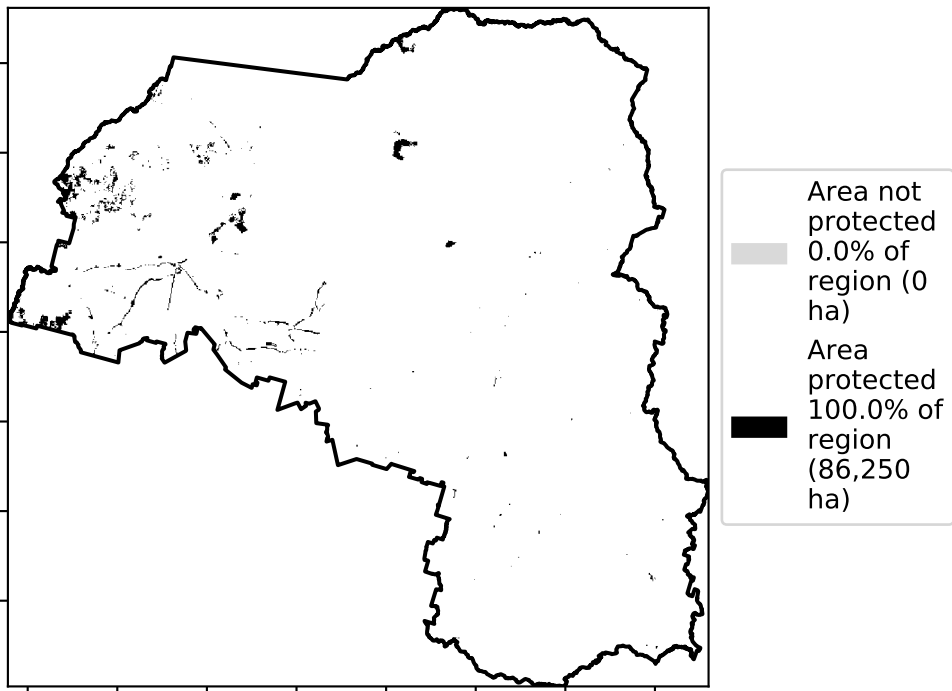 Area not
protected
0.0% of
region (0
ha)
Area
protected
100.0% of
region
(86,250
ha)